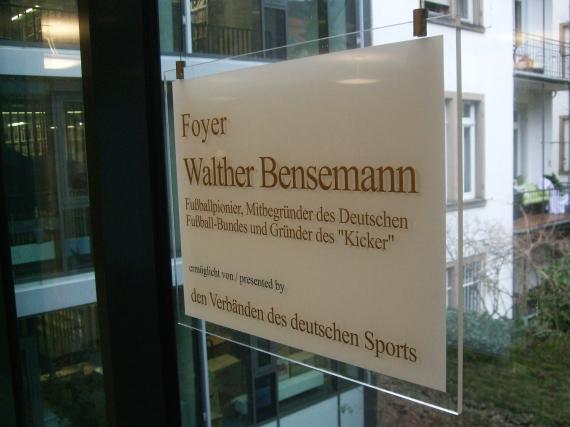 Foyer
Walther Bensemann
Fußballpionier, Mitbegründer des Deutschen
Fußball-Bundes und Gründer des "Kicker"
ermöglicht von / presented by
den Verbänden des deutschen Sports